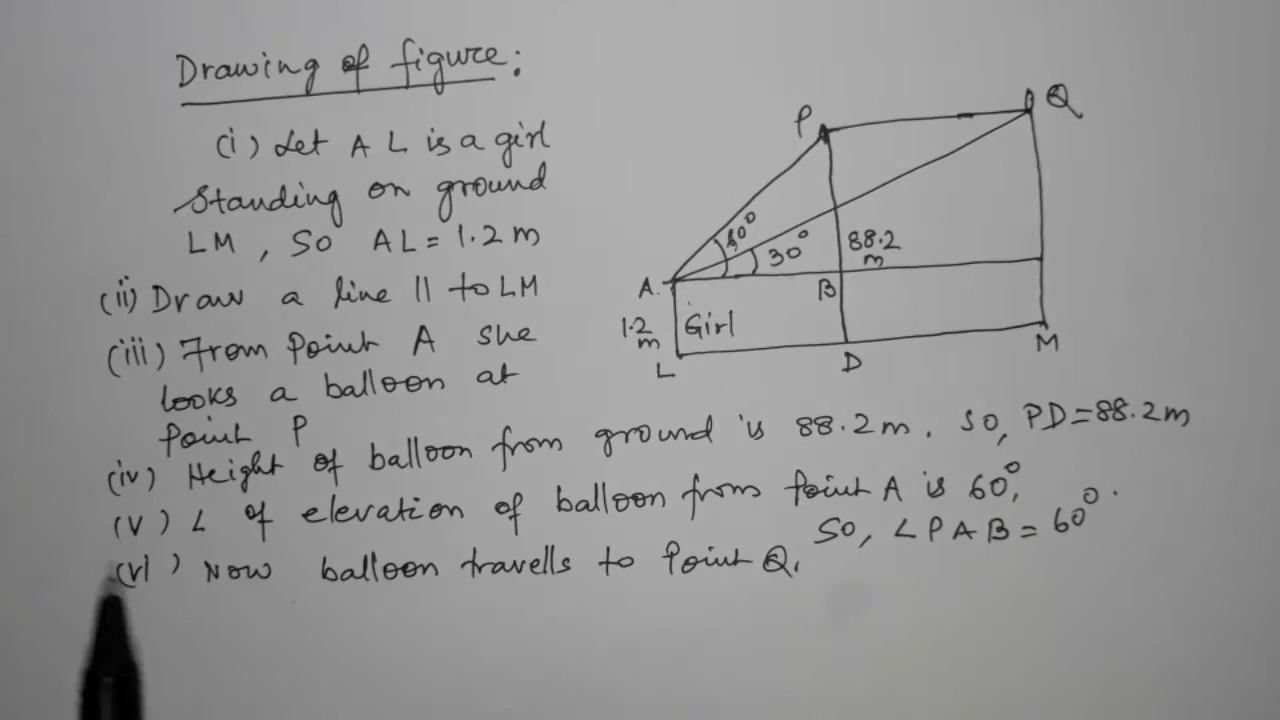 Drawing of figure:
(i) Let AL is a girl
standing on ground
LM, so AL = 1.2 m
(ii) Draw a line || to LM
(iii) From point A she
looks a balloon at
point P
(iv) Height of balloon from ground is 88.2 m. so, PD = 88.2 m
(v) ∠ of elevation of balloon from point A is 60°,
so, ∠PAB = 60°.
(vi) Now balloon travells to point Q.
P
Q
60°
30°
88.2
m
A
B
1.2
m
Girl
L
D
M